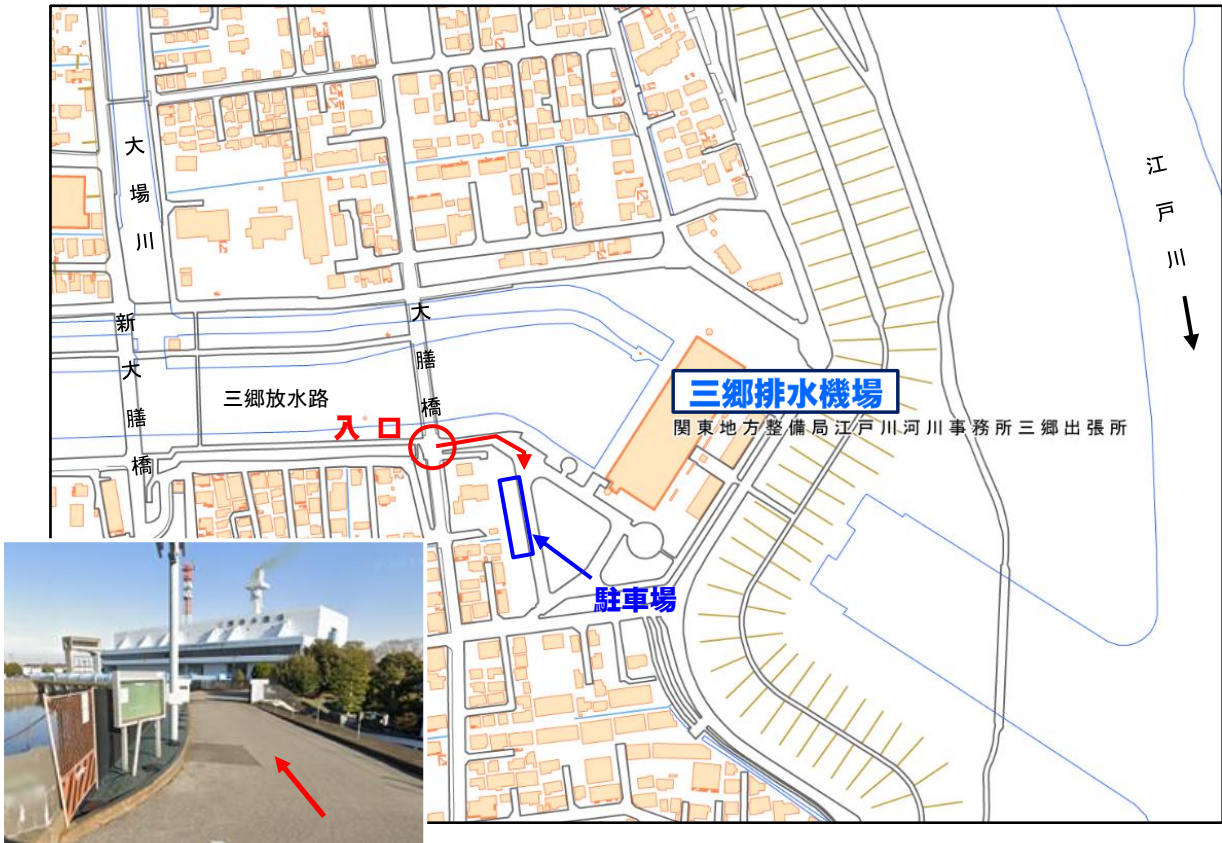 大場川
江戸川
新大膳橋
大膳橋
三郷放水路
入口
三郷排水機場
関東地方整備局江戸川河川事務所三郷出張所
駐車場